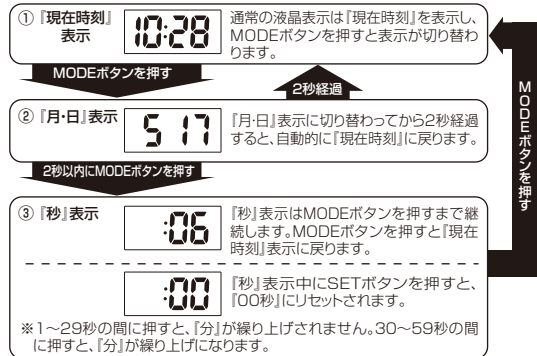 ① 『現在時刻』
表示
10:28
通常の液晶表示は『現在時刻』を表示し、
MODEボタンを押すと表示が切り替わ
ります。
MODEボタンを押す
2秒経過
② 『月・日』表示
5 17
『月・日』表示に切り替わってから2秒経過
すると、自動的に『現在時刻』に戻ります。
2秒以内にMODEボタンを押す
③ 『秒』表示
:06
『秒』表示はMODEボタンを押すまで継
続します。MODEボタンを押すと『現在
時刻』表示に戻ります。
:00
『秒』表示中にSETボタンを押すと、
『00秒』にリセットされます。
※1〜29秒の間に押すと、『分』が繰り上げされません。30〜59秒の間
に押すと、『分』が繰り上げになります。
MODEボタンを押す